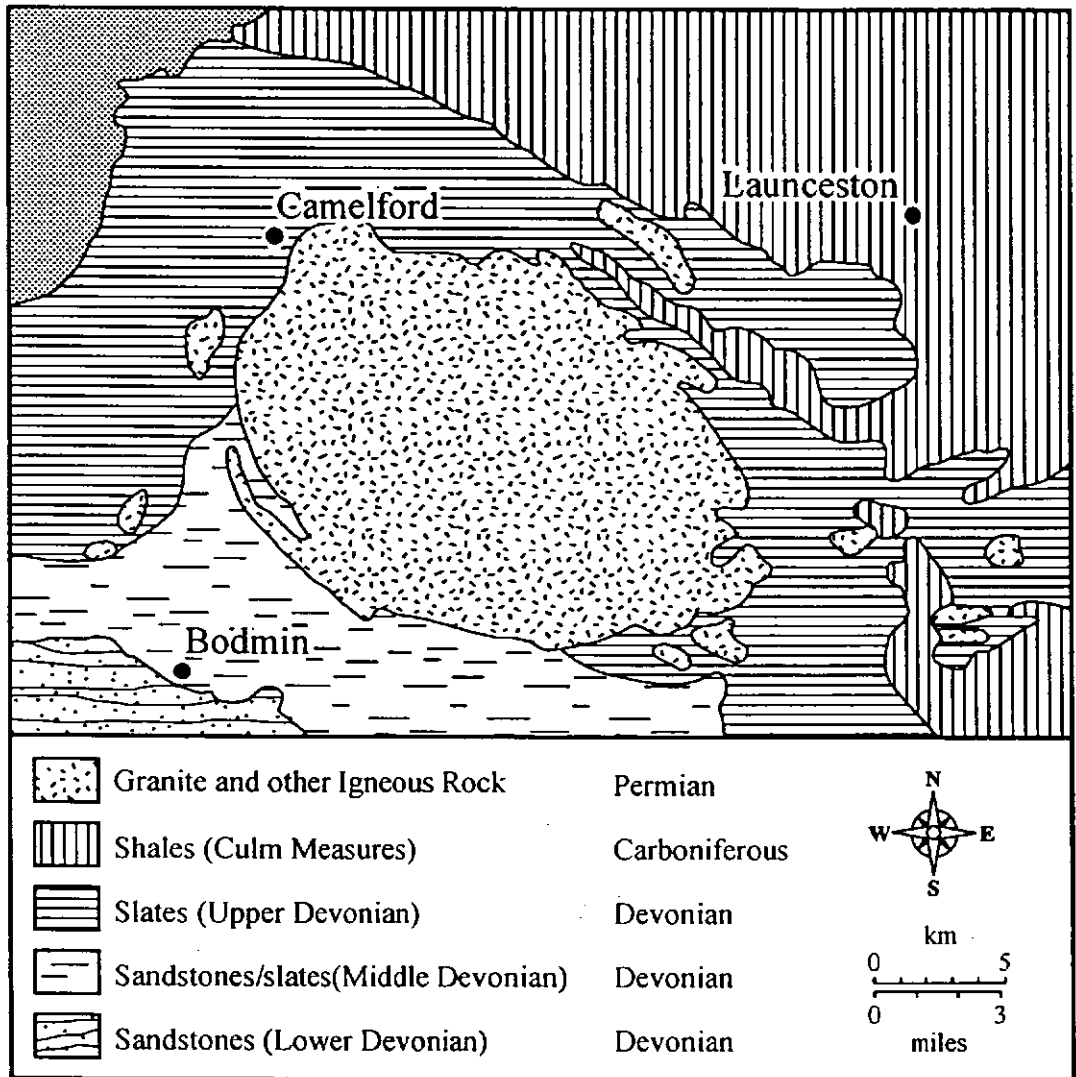 Camelford
Launceston
Bodmin
Granite and other Igneous Rock Permian
Shales (Culm Measures) Carboniferous
Slates (Upper Devonian) Devonian
Sandstones/slates(Middle Devonian) Devonian
Sandstones (Lower Devonian) Devonian
N
W E
S
km
0 5
0 3
miles